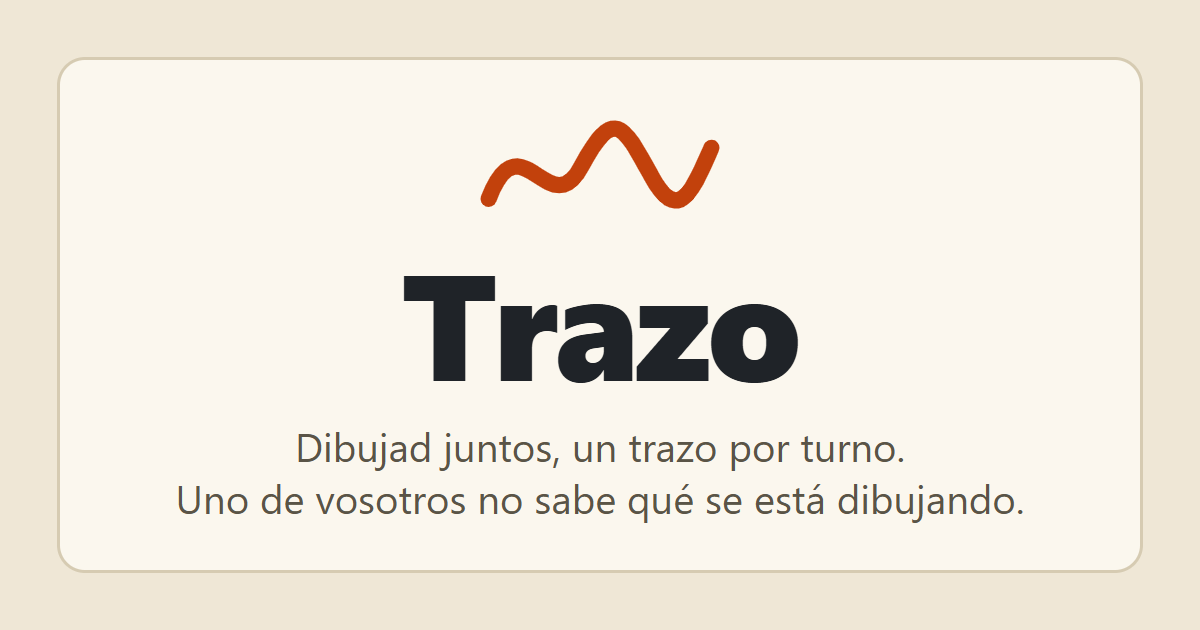 Trazo
Dibujad juntos, un trazo por turno.
Uno de vosotros no sabe qué se está dibujando.